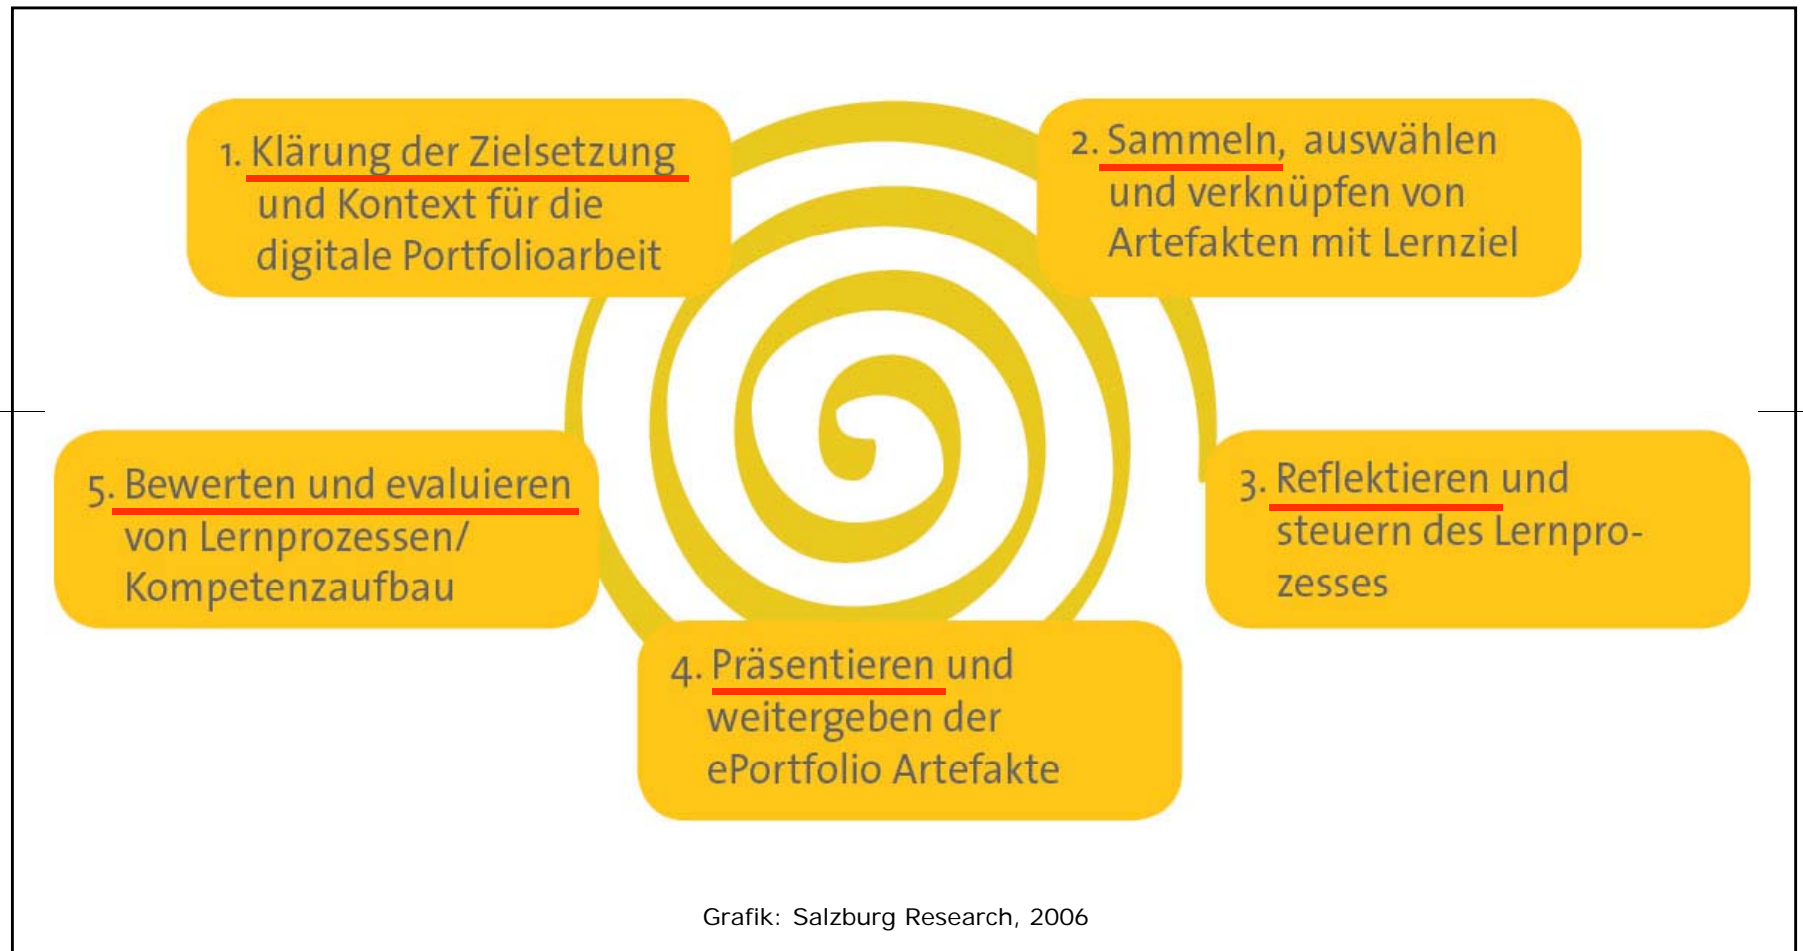 1. Klärung der Zielsetzung
und Kontext für die
digitale Portfolioarbeit
2. Sammeln, auswählen
und verknüpfen von
Artefakten mit Lernziel
3. Reflektieren und
steuern des Lernpro-
zesses
4. Präsentieren und
weitergeben der
ePortfolio Artefakte
5. Bewerten und evaluieren
von Lernprozessen/
Kompetenzaufbau
Grafik: Salzburg Research, 2006